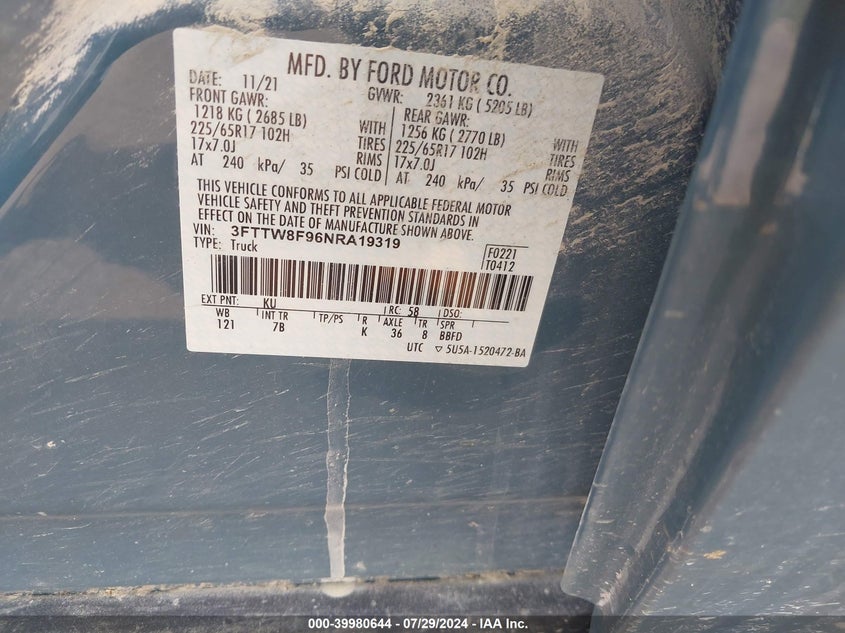 MFD. BY FORD MOTOR CO.
DATE: 11/21 GVWR: 2361 KG ( 5205 LB)
FRONT GAWR: REAR GAWR:
1218 KG ( 2685 LB) WITH 1256 KG ( 2770 LB) WITH
225/65R17 102H TIRES 225/65R17 102H TIRES
17x7.0J RIMS 17x7.0J RIMS
AT 240 kPa/ 35 PSI COLD AT 240 kPa/ 35 PSI COLD
THIS VEHICLE CONFORMS TO ALL APPLICABLE FEDERAL MOTOR
VEHICLE SAFETY AND THEFT PREVENTION STANDARDS IN
EFFECT ON THE DATE OF MANUFACTURE SHOWN ABOVE.
VIN: 3FTTW8F96NRA19319
TYPE: Truck
F0221
T0412
EXT PNT: KU RC: 58 DSO:
WB INT TR TP/PS R AXLE TR SPR
121 7B K 36 8 BBFD
UTC ▽ 5U5A-1520472-BA
000-39980644 - 07/29/2024 - IAA Inc.